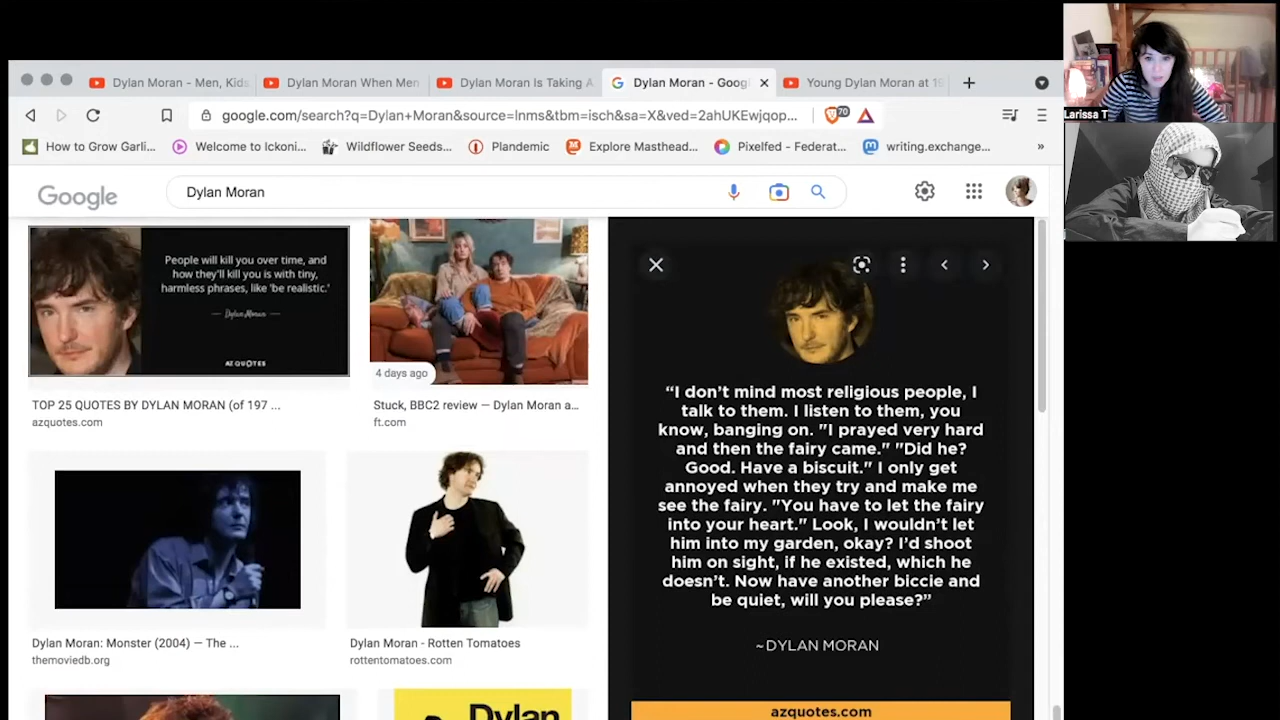 Dylan Moran - Men, Kids
Dylan Moran When Men
Dylan Moran Is Taking A
Dylan Moran - Goog
Young Dylan Moran at 19
google.com/search?q=Dylan+Moran&source=lnms&tbm=isch&sa=X&ved=2ahUKEwjqop...
70
How to Grow Garli...
Welcome to Ickoni...
Wildflower Seeds...
Plandemic
Explore Masthead...
Pixelfed - Federat...
writing.exchange...
»
Google
Dylan Moran
Larissa T
People will kill you over time, and
how they'll kill you is with tiny,
harmless phrases, like 'be realistic.'
— Dylan Moran —
AZ QUOTES
TOP 25 QUOTES BY DYLAN MORAN (of 197 ...
azquotes.com
4 days ago
Stuck, BBC2 review — Dylan Moran a...
ft.com
Dylan Moran: Monster (2004) — The ...
themoviedb.org
Dylan Moran - Rotten Tomatoes
rottentomatoes.com
Dylan
“I don’t mind most religious people, I
talk to them. I listen to them, you
know, banging on. "I prayed very hard
and then the fairy came." "Did he?
Good. Have a biscuit." I only get
annoyed when they try and make me
see the fairy. "You have to let the fairy
into your heart." Look, I wouldn’t let
him into my garden, okay? I’d shoot
him on sight, if he existed, which he
doesn’t. Now have another biccie and
be quiet, will you please?”
~DYLAN MORAN
azquotes.com